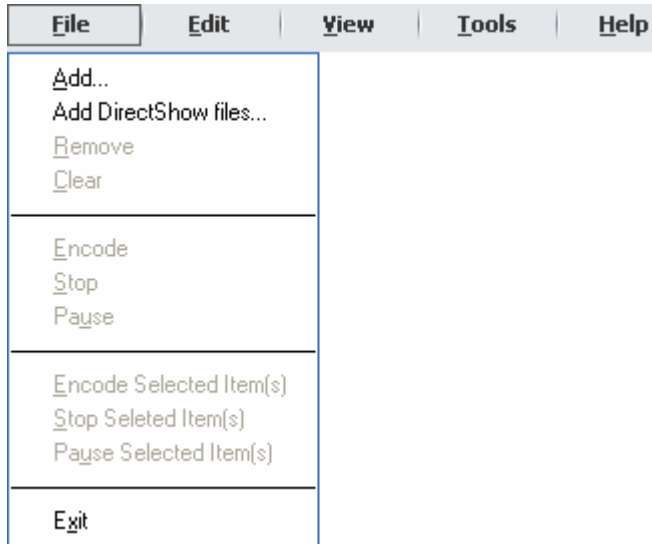 File Edit View Tools Help
Add...
Add DirectShow files...
Remove
Clear
Encode
Stop
Pause
Encode Selected Item(s)
Stop Seleted Item(s)
Pause Selected Item(s)
Exit